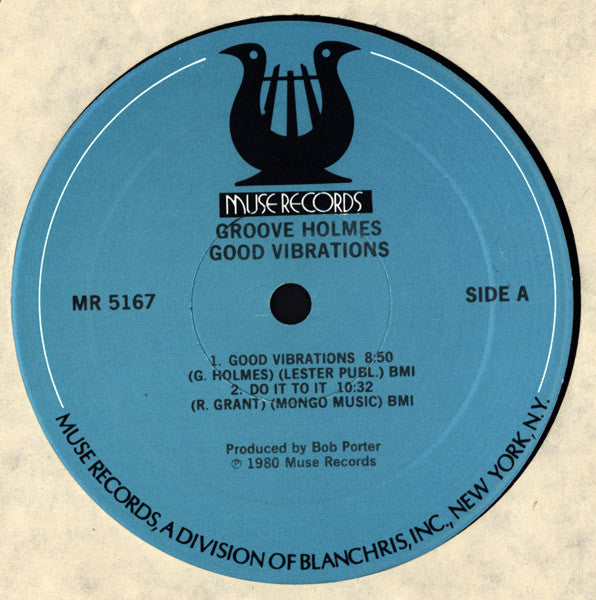 MUSE RECORDS
GROOVE HOLMES
GOOD VIBRATIONS
MR 5167
SIDE A
1. GOOD VIBRATIONS 8:50
(G. HOLMES) (LESTER PUBL.) BMI
2. DO IT TO IT 10:32
(R. GRANT) (MONGO MUSIC) BMI
Produced by Bob Porter
℗ 1980 Muse Records
MUSE RECORDS, A DIVISION OF BLANCHRIS, INC., NEW YORK, N.Y.